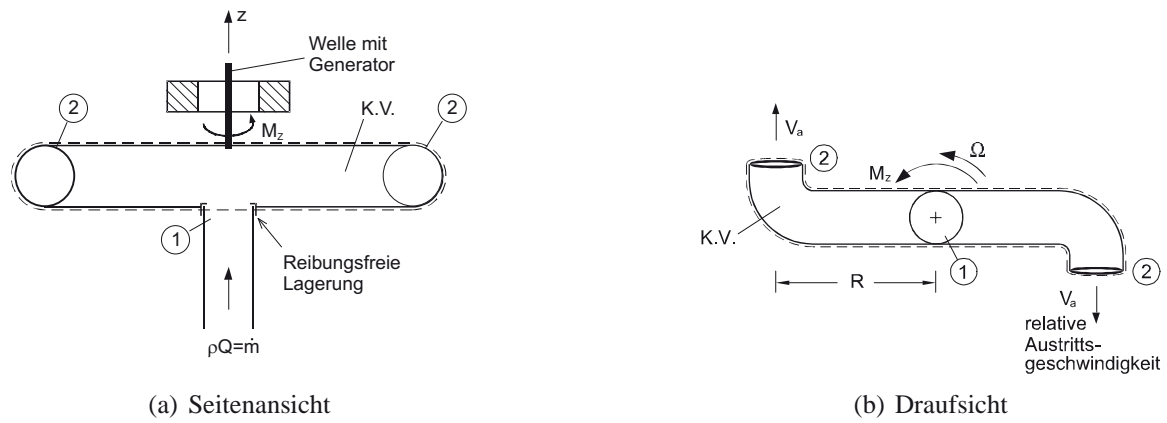 z
Welle mit
Generator
2
K.V.
2
M_z
1
Reibungsfreie
Lagerung
ρQ=ṁ
(a) Seitenansicht
V_a
2
Ω
M_z
K.V.
1
2
R
V_a
relative
Austritts-
geschwindigkeit
(b) Draufsicht